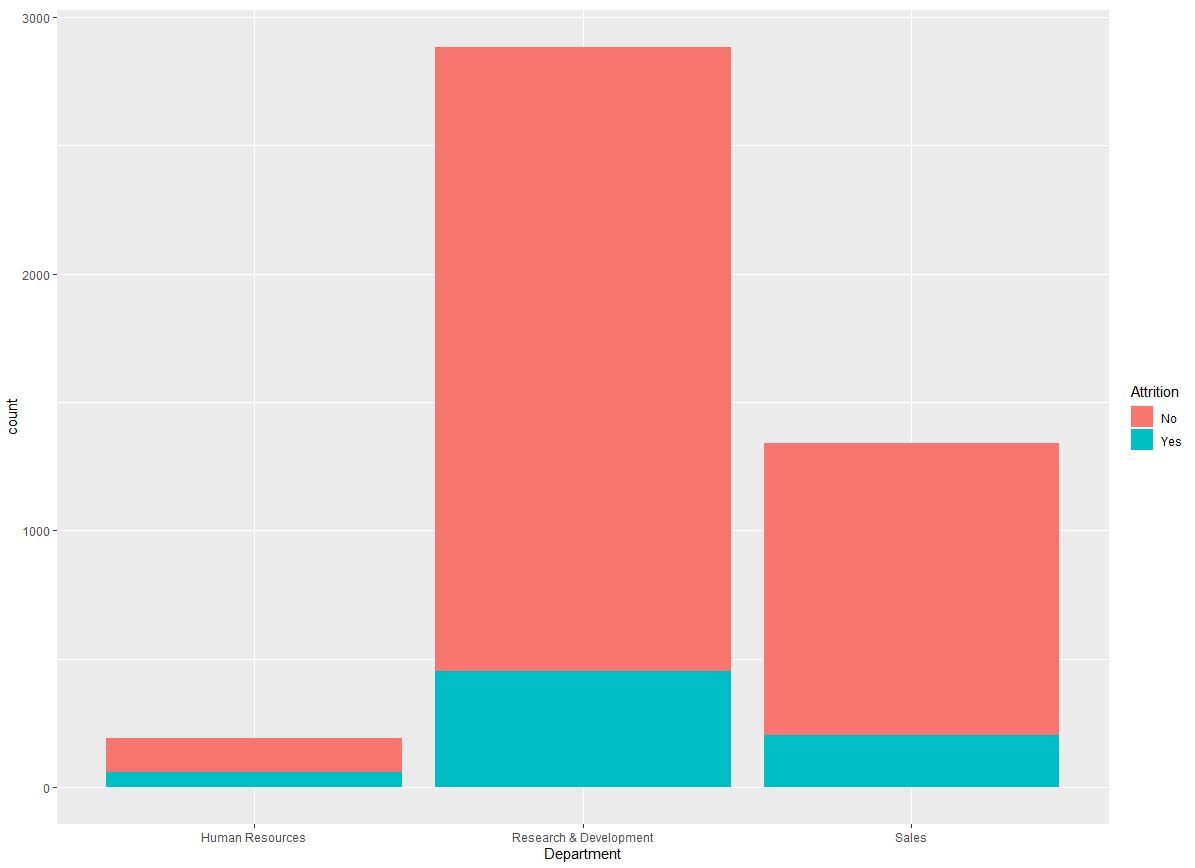 3000
2000
1000
0
count
Human Resources
Research & Development
Sales
Department
Attrition
No
Yes